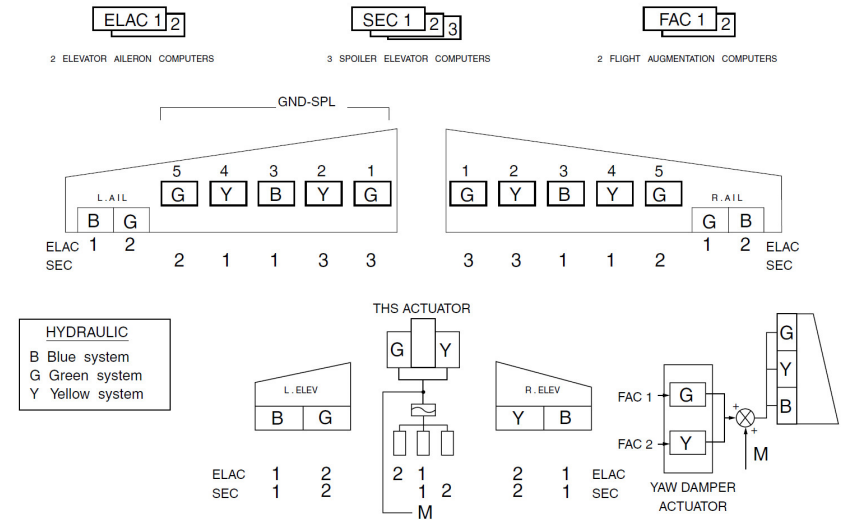 ELAC 1 2
SEC 1 2 3
FAC 1 2
2 ELEVATOR AILERON COMPUTERS
3 SPOILER ELEVATOR COMPUTERS
2 FLIGHT AUGMENTATION COMPUTERS
GND-SPL
5 4 3 2 1
G Y B Y G
L.AIL
B G
ELAC 1 2
SEC 2 1 1 3 3
1 2 3 4 5
G Y B Y G
R.AIL
G B
1 2 ELAC
3 3 1 1 2 SEC
HYDRAULIC
B Blue system
G Green system
Y Yellow system
THS ACTUATOR
G Y
L.ELEV
B G
R.ELEV
Y B
ELAC 1 2 2 1 2 1 ELAC
SEC 1 2 1 2 2 1 SEC
M
G
Y
B
FAC 1 G
FAC 2 Y
+
+
M
YAW DAMPER
ACTUATOR